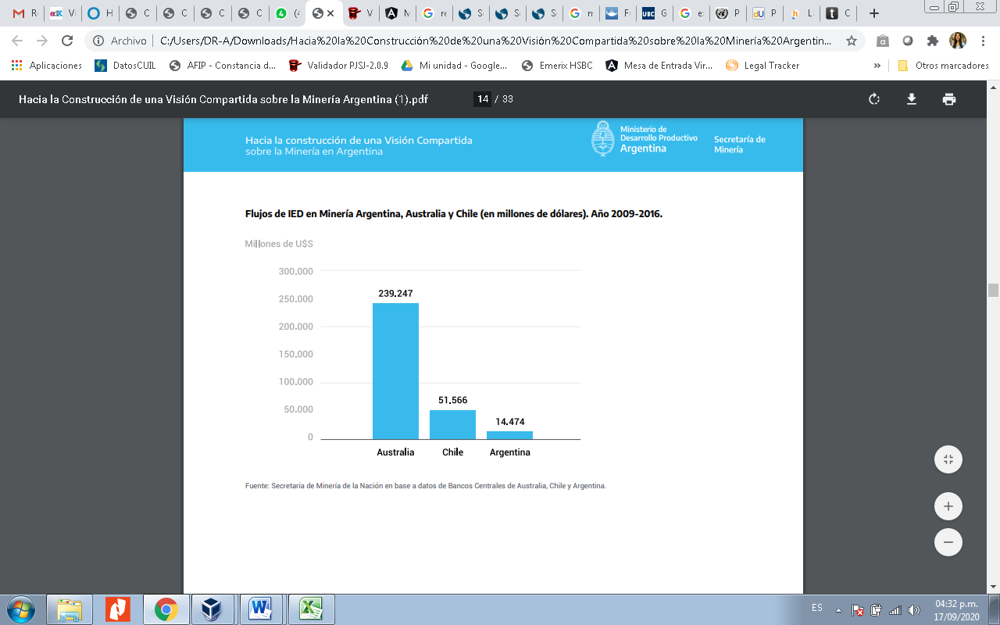 R
V
H
C
C
C
C
(4
V
M
re
S
S
S
m
F
UBC
G
e
P
dU
P
L
C
Archivo
C:/Users/DR-A/Downloads/Hacia%20la%20Construcción%20de%20una%20Visión%20Compartida%20sobre%20la%20Minería%20Argentin...
Aplicaciones
DatosCUIL
AFIP - Constancia d...
Validador PJSJ-2.0.9
Mi unidad - Google...
Emerix HSBC
Mesa de Entrada Vir...
Legal Tracker
»
Otros marcadores
Hacia la Construcción de una Visión Compartida sobre la Minería Argentina (1).pdf
14 / 33
Hacia la construcción de una Visión Compartida
sobre la Minería en Argentina
Ministerio de
Desarrollo Productivo
Argentina
Secretaría de
Minería
Flujos de IED en Minería Argentina, Australia y Chile (en millones de dólares). Año 2009-2016.
Millones de U$S
300.000
250.000
200.000
150.000
100.000
50.000
0
239.247
51.566
14.474
Australia
Chile
Argentina
Fuente: Secretaría de Minería de la Nación en base a datos de Bancos Centrales de Australia, Chile y Argentina.
ES
04:32 p.m.
17/09/2020